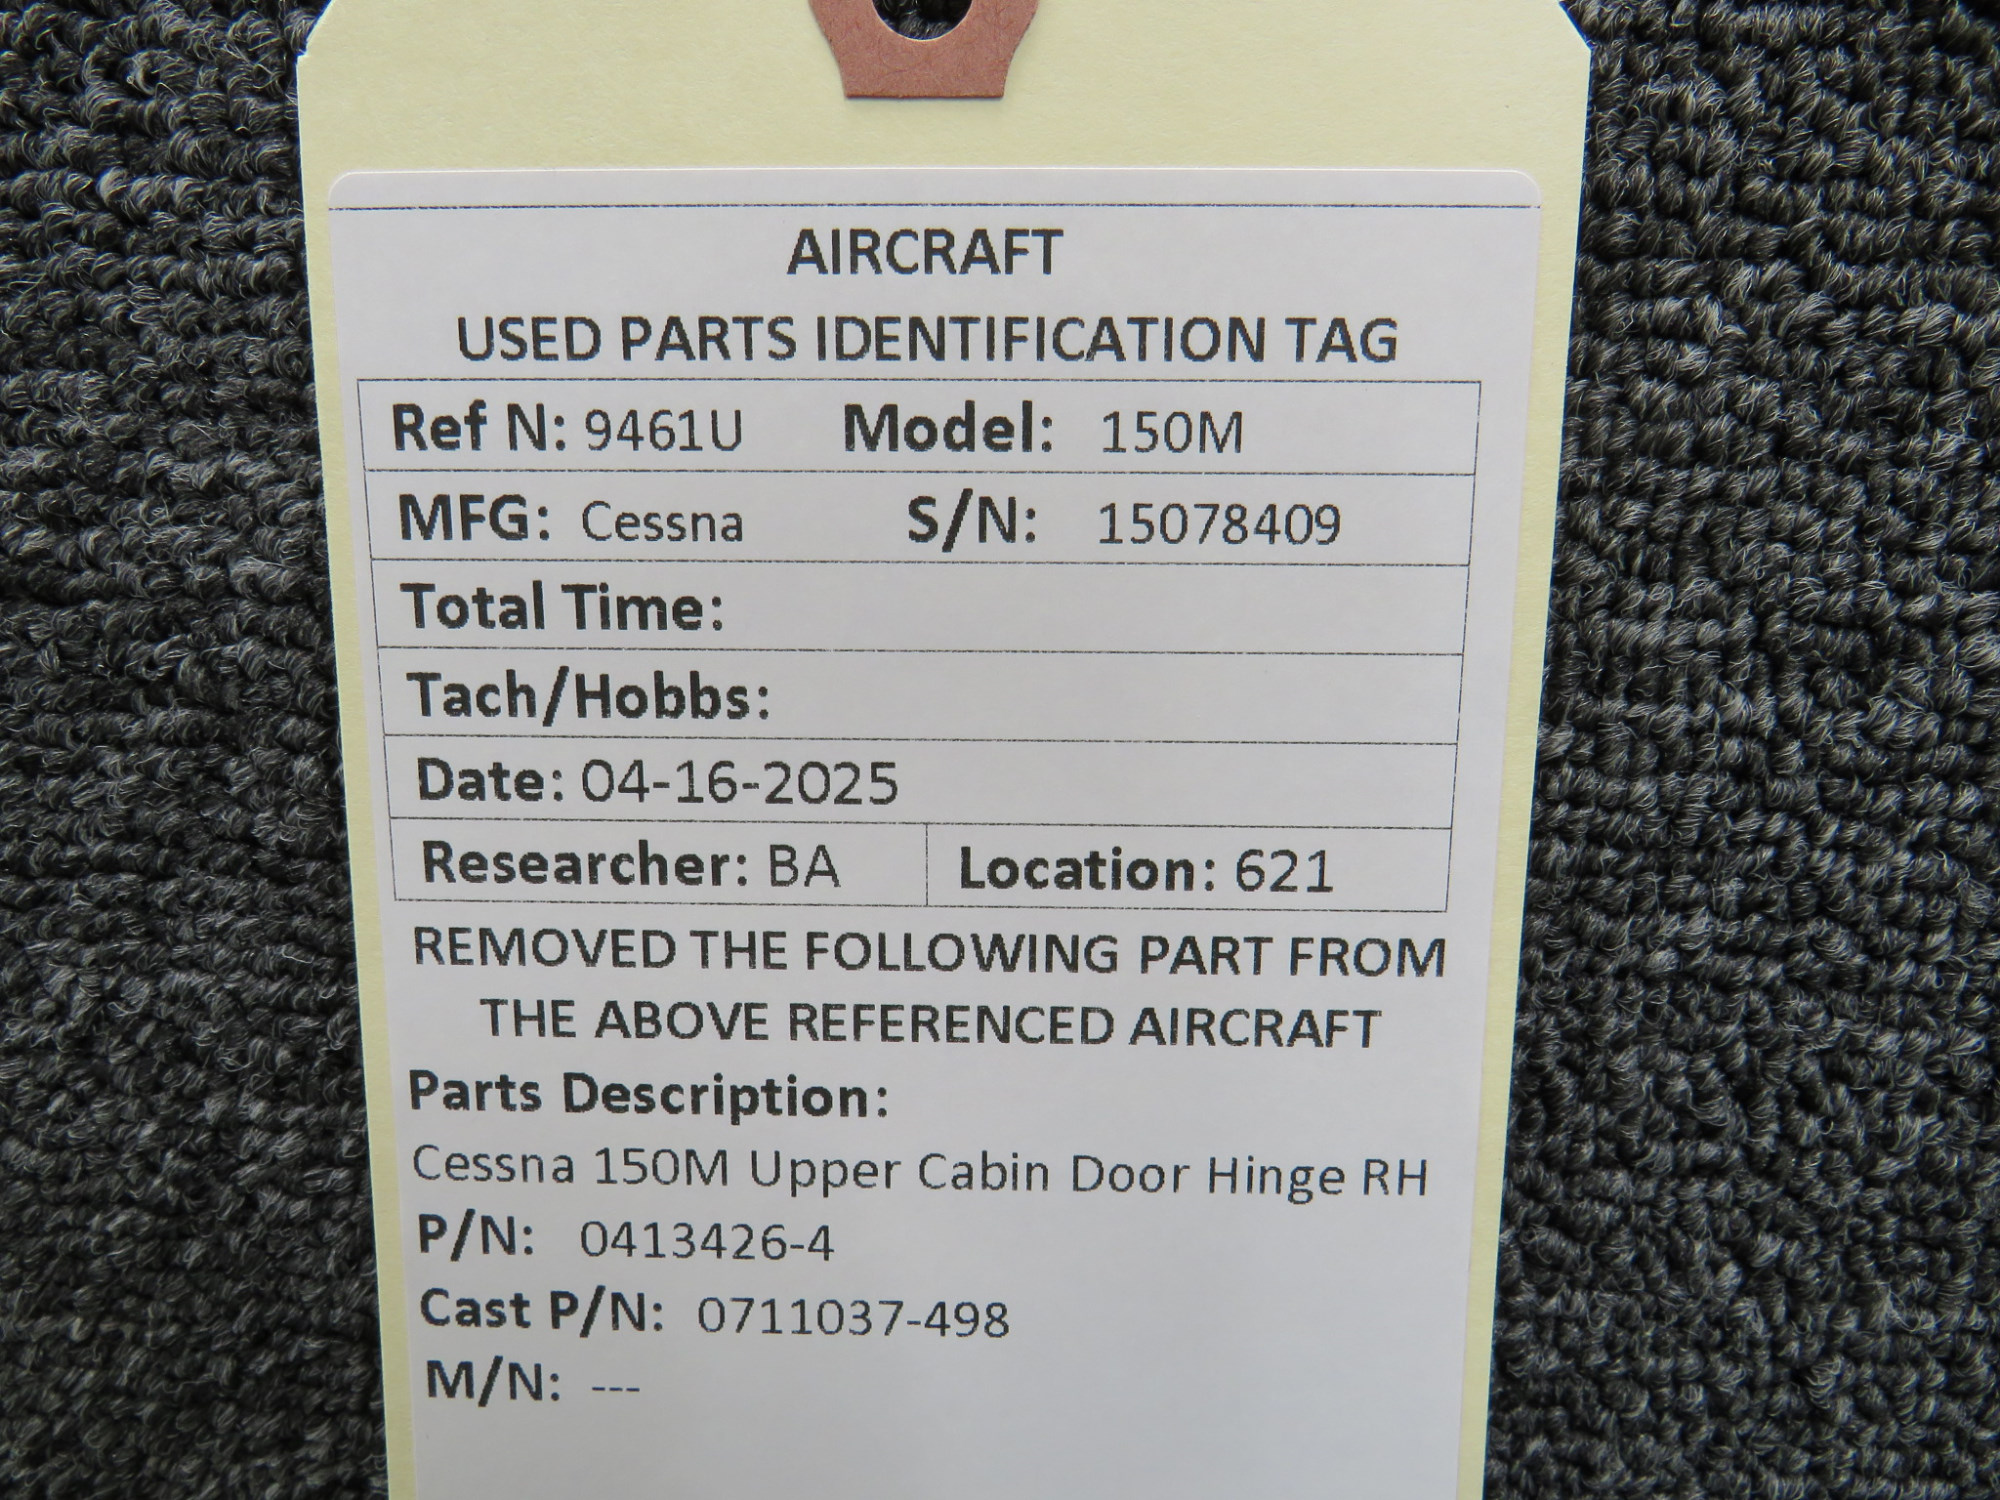 AIRCRAFT
USED PARTS IDENTIFICATION TAG
Ref N: 9461U Model: 150M
MFG: Cessna S/N: 15078409
Total Time:
Tach/Hobbs:
Date: 04-16-2025
Researcher: BA Location: 621
REMOVED THE FOLLOWING PART FROM
THE ABOVE REFERENCED AIRCRAFT
Parts Description:
Cessna 150M Upper Cabin Door Hinge RH
P/N: 0413426-4
Cast P/N: 0711037-498
M/N: ---